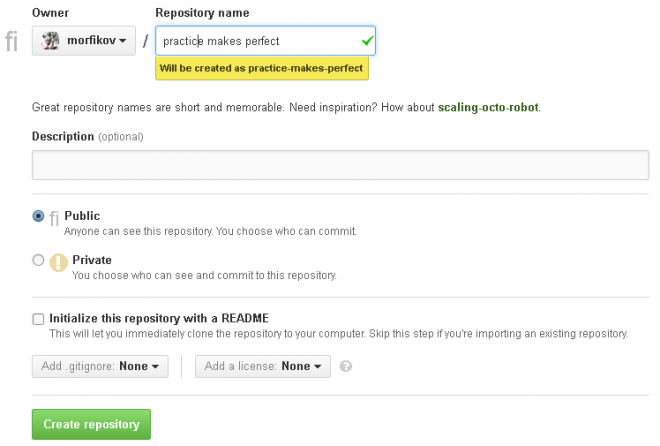 Owner
Repository name
fi
morfikov
/
practice makes perfect
Will be created as practice-makes-perfect
Great repository names are short and memorable. Need inspiration? How about scaling-octo-robot.
Description (optional)
fi Public
Anyone can see this repository. You choose who can commit.
Private
You choose who can see and commit to this repository.
Initialize this repository with a README
This will let you immediately clone the repository to your computer. Skip this step if you're importing an existing repository.
Add .gitignore: None
Add a license: None
?
Create repository